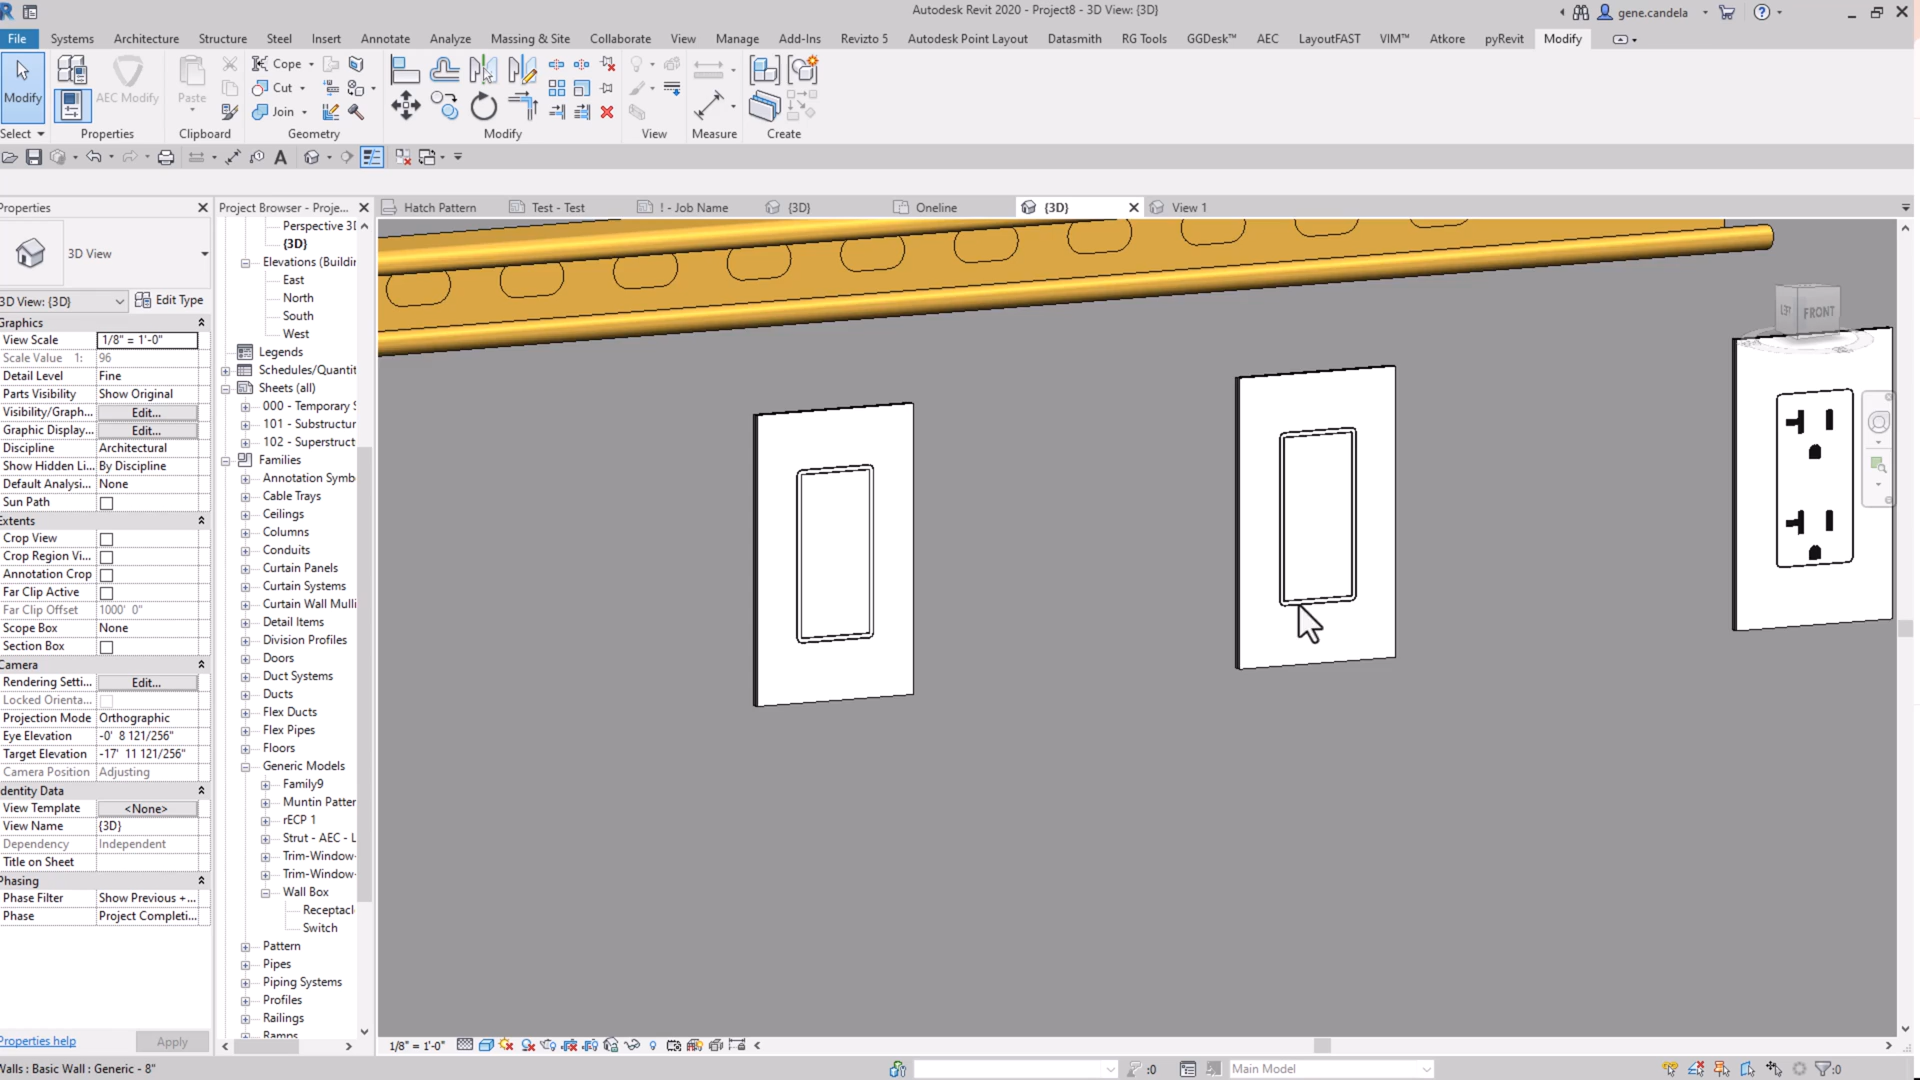 Autodesk Revit 2020 - Project8 - 3D View: {3D}
gene.candela
File Systems Architecture Structure Steel Insert Annotate Analyze Massing & Site Collaborate View Manage Add-Ins Revizto 5 Autodesk Point Layout Datasmith RG Tools GGDesk™ AEC LayoutFAST VIM™ Atkore pyRevit Modify
Modify
AEC Modify
Paste
Cope
Cut
Join
Select Properties Clipboard Geometry Modify View Measure Create
Properties
3D View
3D View: {3D}
Edit Type
Graphics
View Scale 1/8" = 1'-0"
Scale Value 1: 96
Detail Level Fine
Parts Visibility Show Original
Visibility/Graph... Edit...
Graphic Display... Edit...
Discipline Architectural
Show Hidden Li... By Discipline
Default Analysi... None
Sun Path
Extents
Crop View
Crop Region Vi...
Annotation Crop
Far Clip Active
Far Clip Offset 1000' 0"
Scope Box None
Section Box
Camera
Rendering Setti... Edit...
Locked Orienta...
Projection Mode Orthographic
Eye Elevation -0' 8 121/256"
Target Elevation -17' 11 121/256"
Camera Position Adjusting
Identity Data
View Template <None>
View Name {3D}
Dependency Independent
Title on Sheet
Phasing
Phase Filter Show Previous +...
Phase Project Completi...
Properties help
Apply
Project Browser - Proje...
Perspective 3D
{3D}
Elevations (Buildin
East
North
South
West
Legends
Schedules/Quantit
Sheets (all)
000 - Temporary S
101 - Substructur
102 - Superstruct
Families
Annotation Symb
Cable Trays
Ceilings
Columns
Conduits
Curtain Panels
Curtain Systems
Curtain Wall Mulli
Detail Items
Division Profiles
Doors
Duct Systems
Ducts
Flex Ducts
Flex Pipes
Floors
Generic Models
Family9
Muntin Patter
rECP 1
Strut - AEC - L
Trim-Window-
Trim-Window-
Wall Box
Receptacl
Switch
Pattern
Pipes
Piping Systems
Profiles
Railings
Ramps
Hatch Pattern
Test - Test
! - Job Name
{3D}
Oneline
{3D}
View 1
LEFT FRONT
1/8" = 1'-0"
Walls : Basic Wall : Generic - 8"
:0
Main Model
:0